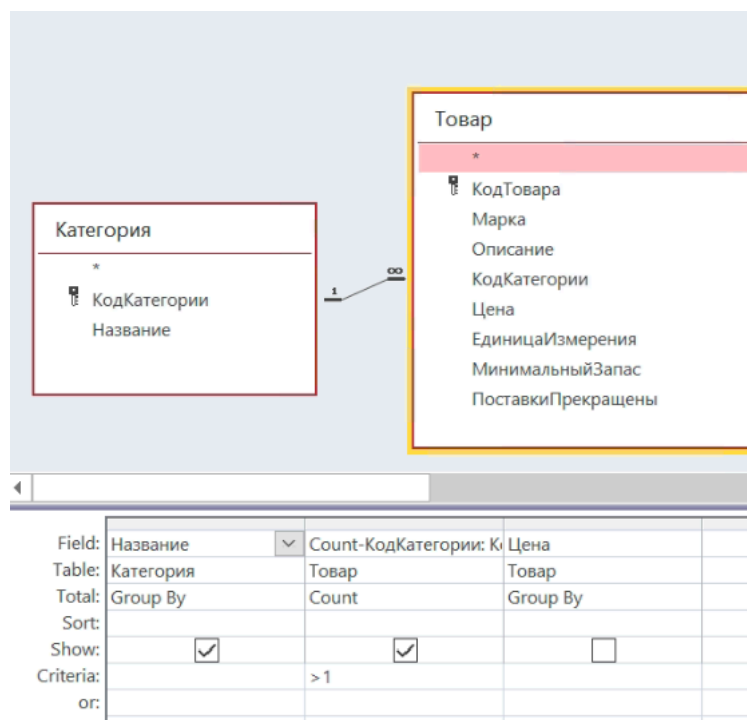 Товар
*
КодТовара
Марка
Описание
КодКатегории
Цена
ЕдиницаИзмерения
МинимальныйЗапас
ПоставкиПрекращены
Категория
*
КодКатегории
Название
1 ∞
Field: Название Count-КодКатегории: Ко Цена
Table: Категория Товар Товар
Total: Group By Count Group By
Sort:
Show:
Criteria: >1
or: